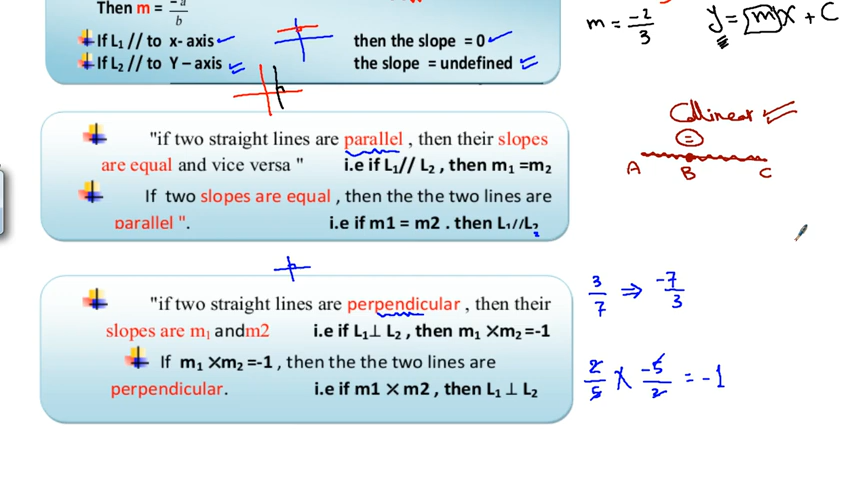 Then m = -a/b
If L₁ // to x- axis then the slope = 0
If L₂ // to Y – axis the slope = undefined
m = -2/3
y = mx + c
"if two straight lines are parallel , then their slopes
are equal and vice versa " i.e if L₁// L₂ , then m₁ =m₂
If two slopes are equal , then the the two lines are
parallel ". i.e if m1 = m2 . then L₁//L₂
Collinear
=
A B C
"if two straight lines are perpendicular , then their
slopes are m₁ andm2 i.e if L₁⊥ L₂ , then m₁ ×m₂ =-1
If m₁ ×m₂ =-1 , then the the two lines are
perpendicular. i.e if m1 × m2 , then L₁ ⊥ L₂
3/7 ⇒ -7/3
2/5 × -5/2 = -1